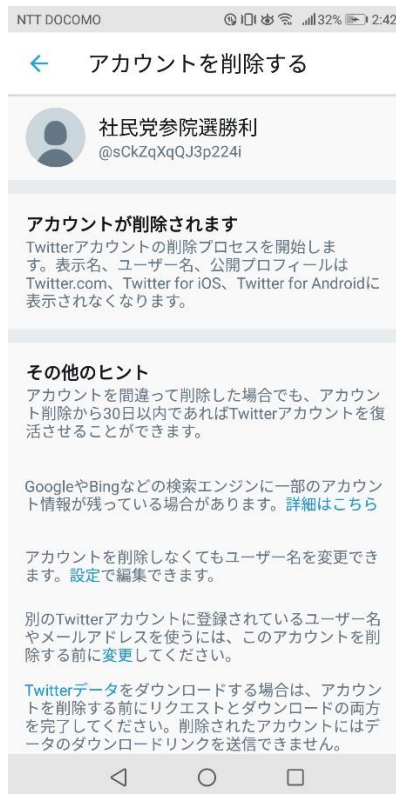 NTT DOCOMO 32% 2:42
アカウントを削除する
社民党参院選勝利
@sCkZqXqQJ3p224i
アカウントが削除されます
Twitterアカウントの削除プロセスを開始しま
す。表示名、ユーザー名、公開プロフィールは
Twitter.com、Twitter for iOS、Twitter for Androidに
表示されなくなります。
その他のヒント
アカウントを間違って削除した場合でも、アカウン
ト削除から30日以内であればTwitterアカウントを復
活させることができます。
GoogleやBingなどの検索エンジンに一部のアカウン
ト情報が残っている場合があります。詳細はこちら
アカウントを削除しなくてもユーザー名を変更でき
ます。設定で編集できます。
別のTwitterアカウントに登録されているユーザー名
やメールアドレスを使うには、このアカウントを削
除する前に変更してください。
Twitterデータをダウンロードする場合は、アカウン
トを削除する前にリクエストとダウンロードの両方
を完了してください。削除されたアカウントにはデ
ータのダウンロードリンクを送信できません。